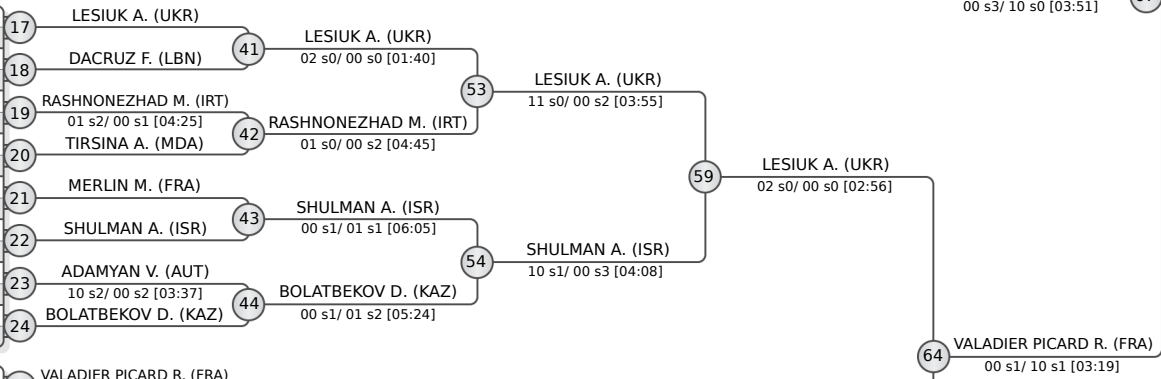 00 s3/ 10 s0 [03:51]
17
LESIUK A. (UKR)
18
DACRUZ F. (LBN)
41
LESIUK A. (UKR)
02 s0/ 00 s0 [01:40]
19
RASHNONEZHAD M. (IRT)
01 s2/ 00 s1 [04:25]
20
TIRSINA A. (MDA)
42
RASHNONEZHAD M. (IRT)
01 s0/ 00 s2 [04:45]
53
LESIUK A. (UKR)
11 s0/ 00 s2 [03:55]
21
MERLIN M. (FRA)
22
SHULMAN A. (ISR)
43
SHULMAN A. (ISR)
00 s1/ 01 s1 [06:05]
23
ADAMYAN V. (AUT)
10 s2/ 00 s2 [03:37]
24
BOLATBEKOV D. (KAZ)
44
BOLATBEKOV D. (KAZ)
00 s1/ 01 s2 [05:24]
54
SHULMAN A. (ISR)
10 s1/ 00 s3 [04:08]
59
LESIUK A. (UKR)
02 s0/ 00 s0 [02:56]
64
VALADIER PICARD R. (FRA)
00 s1/ 10 s1 [03:19]
VALADIER PICARD R. (FRA)